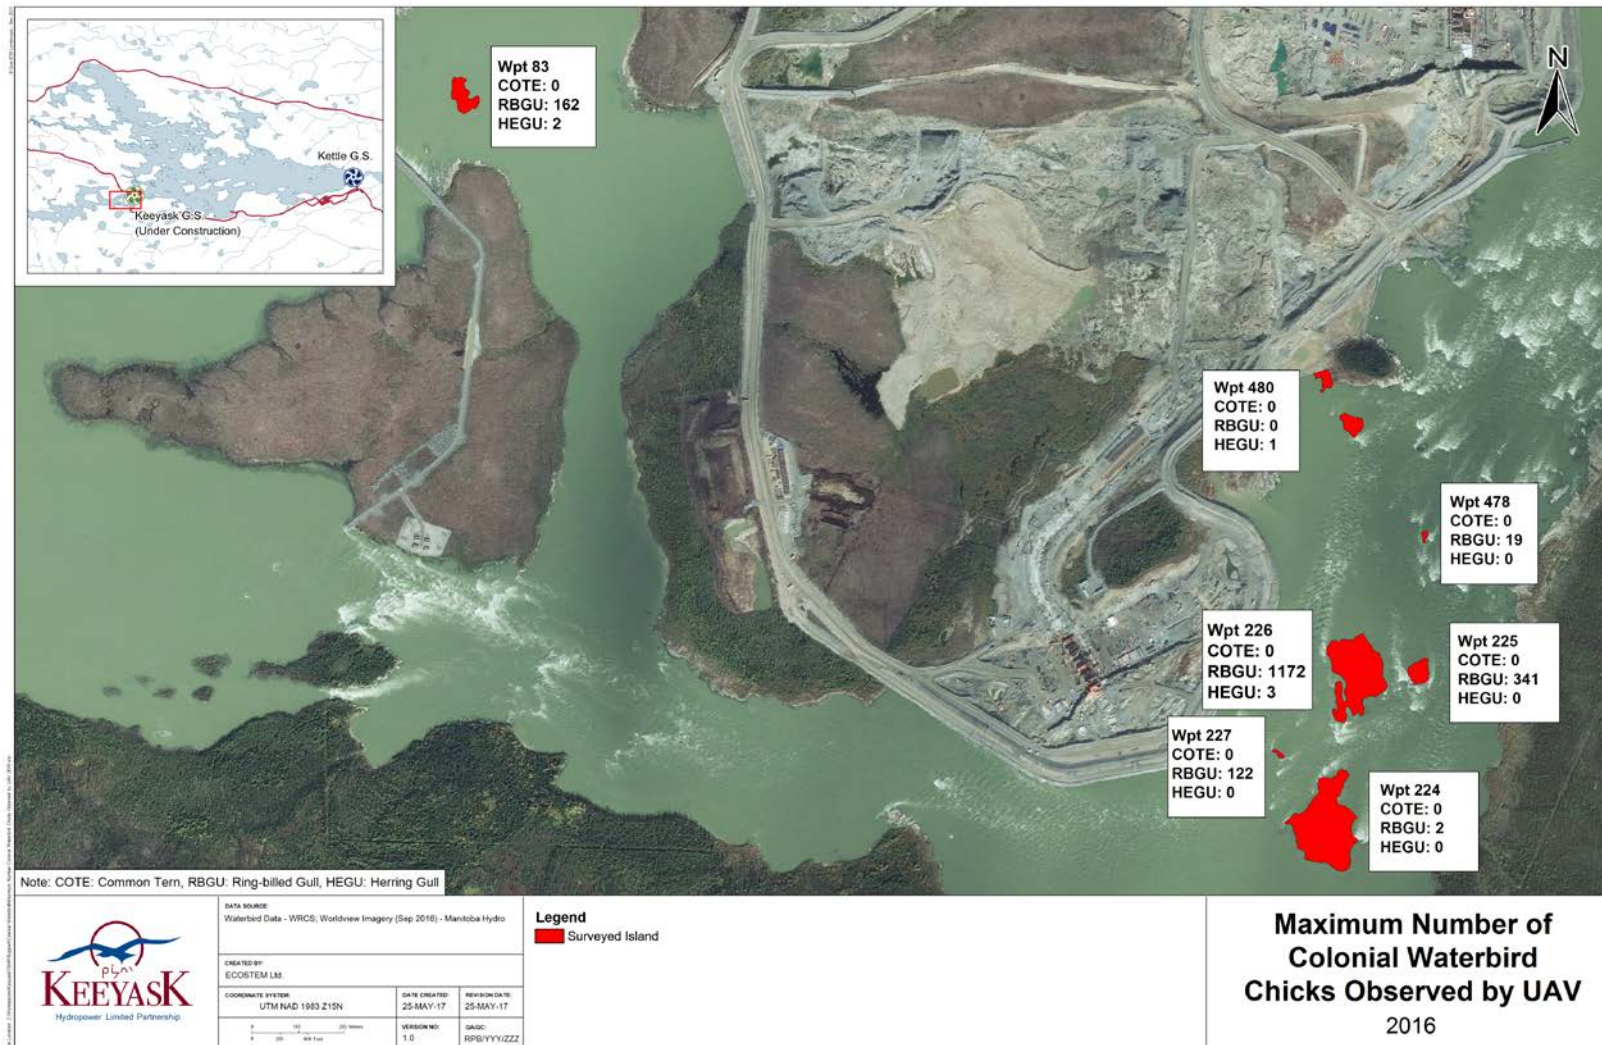 Kettle G.S.
Keeyask G.S.
(Under Construction)
Wpt 83
COTE: 0
RBGU: 162
HEGU: 2
N
Wpt 480
COTE: 0
RBGU: 0
HEGU: 1
Wpt 478
COTE: 0
RBGU: 19
HEGU: 0
Wpt 226
COTE: 0
RBGU: 1172
HEGU: 3
Wpt 225
COTE: 0
RBGU: 341
HEGU: 0
Wpt 227
COTE: 0
RBGU: 122
HEGU: 0
Wpt 224
COTE: 0
RBGU: 2
HEGU: 0
Note: COTE: Common Tern, RBGU: Ring-billed Gull, HEGU: Herring Gull
KEEYASK
Hydropower Limited Partnership
DATA SOURCE:
Waterbird Data - WRCS; Worldview Imagery (Sep 2016) - Manitoba Hydro
CREATED BY:
ECOSTEM Ltd.
COORDINATE SYSTEM:
UTM NAD 1983 Z15N
DATE CREATED:
25-MAY-17
REVISION DATE:
25-MAY-17
VERSION NO:
1.0
QA/QC:
RPB/YYY/ZZZ
Legend
Surveyed Island
Maximum Number of
Colonial Waterbird
Chicks Observed by UAV
2016